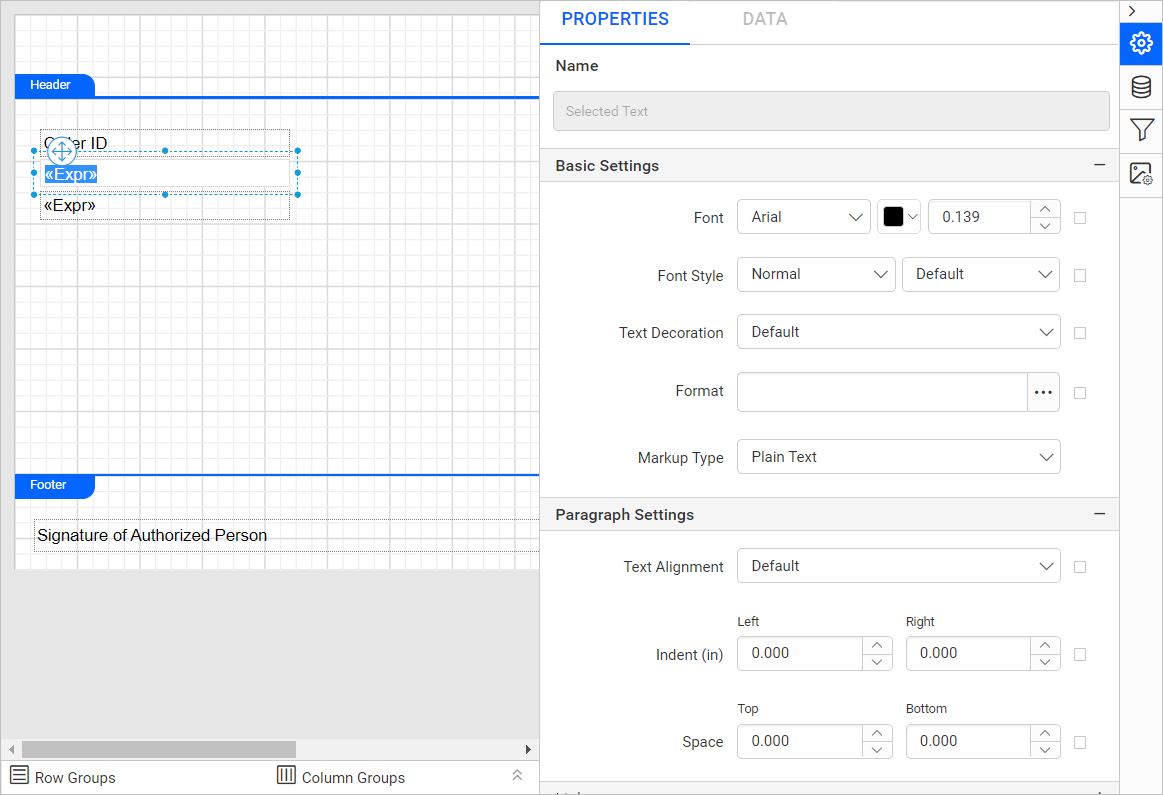 PROPERTIES DATA
Name
Selected Text
Basic Settings
Font Arial 0.139
Font Style Normal Default
Text Decoration Default
Format
Markup Type Plain Text
Paragraph Settings
Text Alignment Default
Left Right
Indent (in) 0.000 0.000
Top Bottom
Space 0.000 0.000
Header
Order ID
«Expr»
«Expr»
Footer
Signature of Authorized Person
Row Groups Column Groups